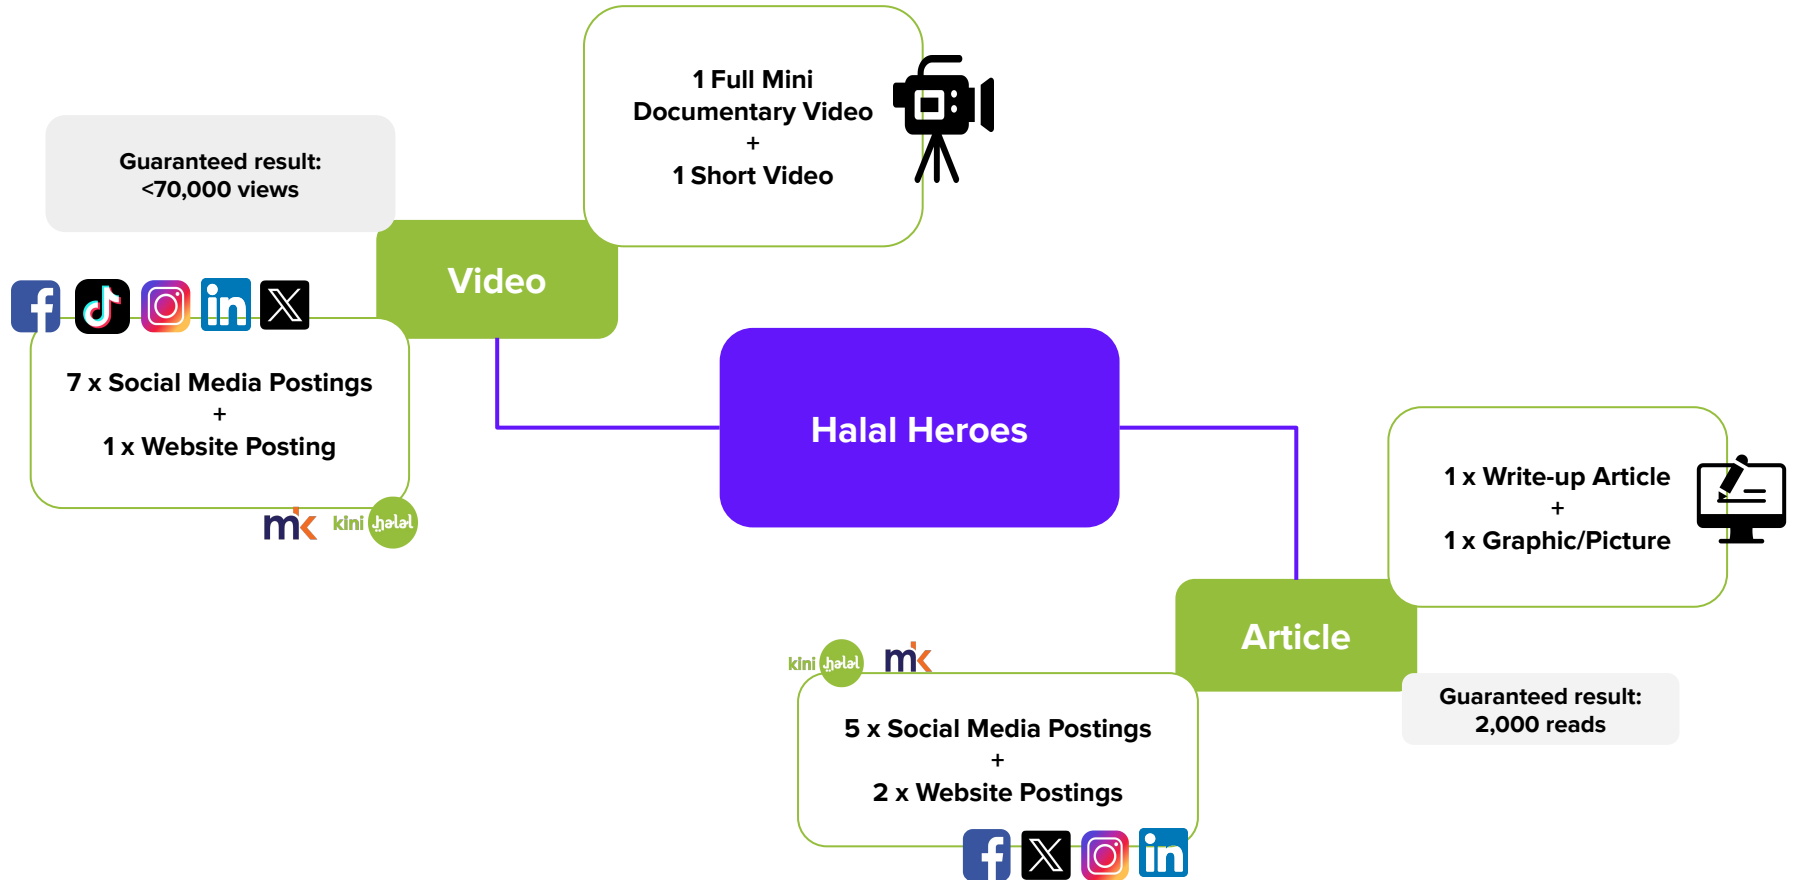 1 Full Mini
Documentary Video
+
1 Short Video
Guaranteed result:
<70,000 views
Video
7 x Social Media Postings
+
1 x Website Posting
mk kini halal
Halal Heroes
1 x Write-up Article
+
1 x Graphic/Picture
Article
Guaranteed result:
2,000 reads
kini halal mk
5 x Social Media Postings
+
2 x Website Postings